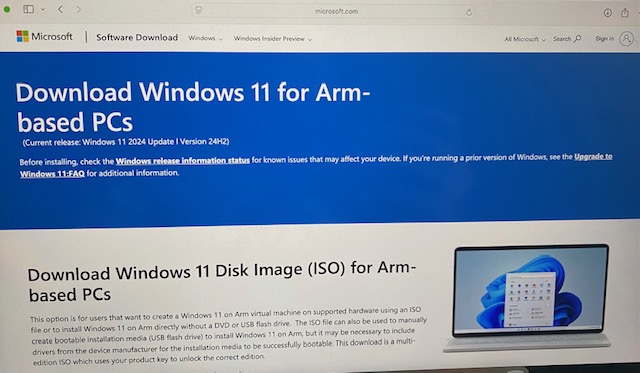 microsoft.com
Microsoft | Software Download Windows Windows Insider Preview All Microsoft Search Sign in
Download Windows 11 for Arm-
based PCs
(Current release: Windows 11 2024 Update l Version 24H2)
Before installing, check the Windows release information status for known issues that may affect your device. If you're running a prior version of Windows, see the Upgrade to
Windows 11:FAQ for additional information.
Download Windows 11 Disk Image (ISO) for Arm-
based PCs
This option is for users that want to create a Windows 11 on Arm virtual machine on supported hardware using an ISO
file or to install Windows 11 on Arm directly without a DVD or USB flash drive. The ISO file can also be used to manually
create bootable installation media (USB flash drive) to install Windows 11 on Arm, but it may be necessary to include
drivers from the device manufacturer for the installation media to be successfully bootable. This download is a multi-
edition ISO which uses your product key to unlock the correct edition.